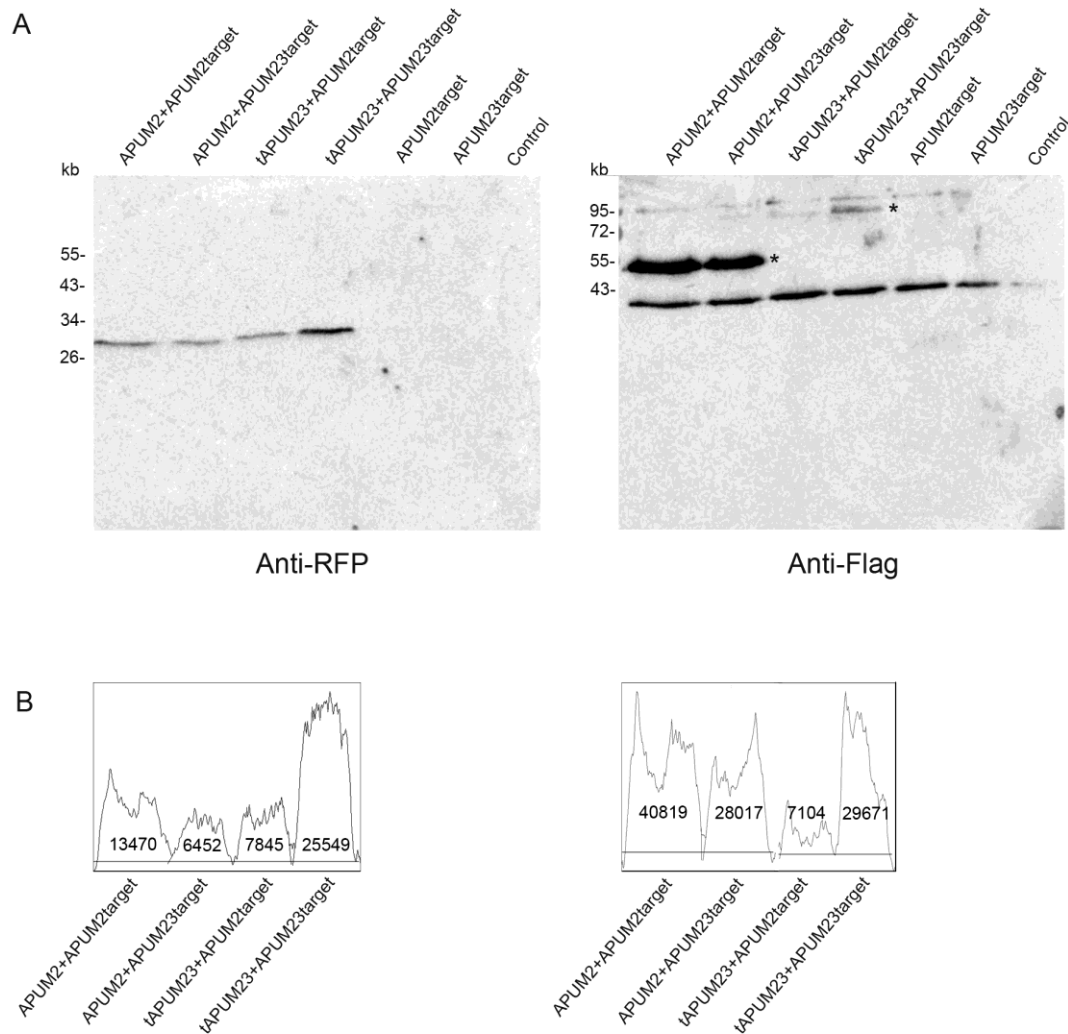 A
APUM2+APUM2target
APUM2+APUM23target
tAPUM23+APUM2target
tAPUM23+APUM23target
APUM2target
APUM23target
Control
kb
55-
43-
34-
26-
Anti-RFP
APUM2+APUM2target
APUM2+APUM23target
tAPUM23+APUM2target
tAPUM23+APUM23target
APUM2target
APUM23target
Control
kb
95-
72-
55-
43-
*
*
Anti-Flag
B
13470 6452 7845 25549
APUM2+APUM2target
APUM2+APUM23target
tAPUM23+APUM2target
tAPUM23+APUM23target
40819 28017 7104 29671
APUM2+APUM2target
APUM2+APUM23target
tAPUM23+APUM2target
tAPUM23+APUM23target